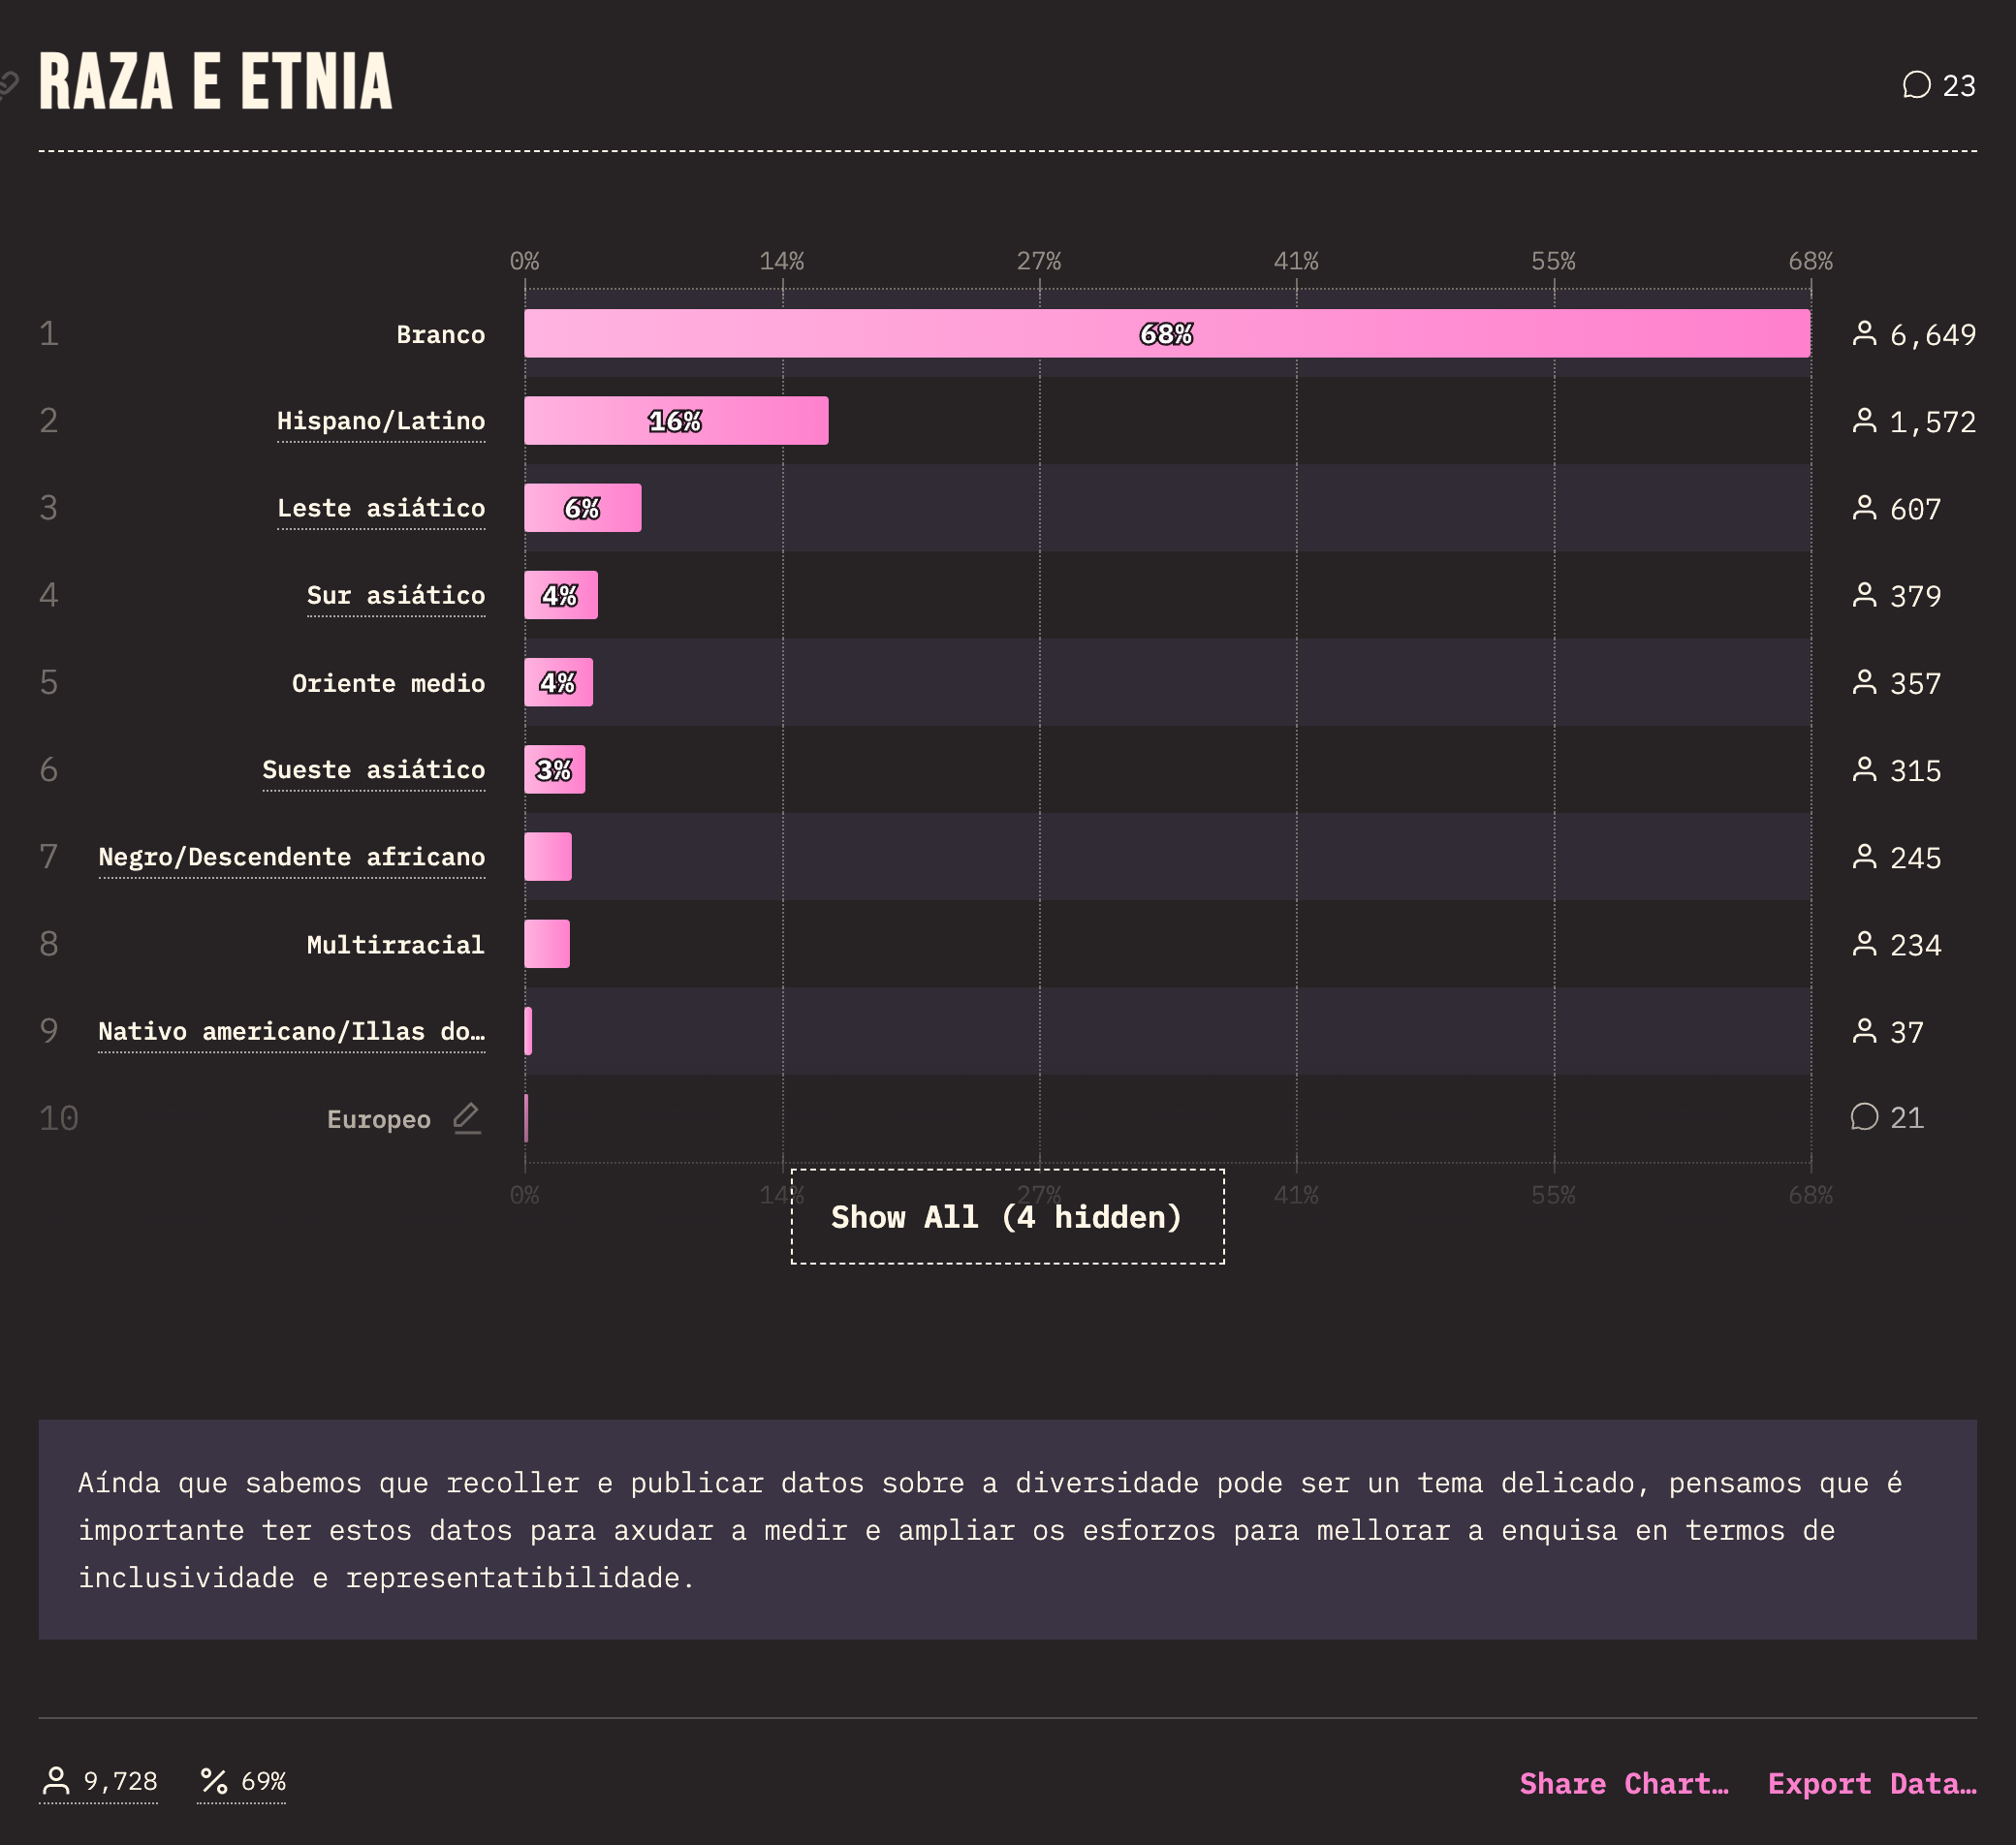 RAZA E ETNIA
23
0% 14% 27% 41% 55% 68%
1 Branco 68% 6,649
2 Hispano/Latino 16% 1,572
3 Leste asiático 6% 607
4 Sur asiático 4% 379
5 Oriente medio 4% 357
6 Sueste asiático 3% 315
7 Negro/Descendente africano 245
8 Multirracial 234
9 Nativo americano/Illas do… 37
10 Europeo 21
0% 14% 27% 41% 55% 68%
Show All (4 hidden)
Aínda que sabemos que recoller e publicar datos sobre a diversidade pode ser un tema delicado, pensamos que é
importante ter estos datos para axudar a medir e ampliar os esforzos para mellorar a enquisa en termos de
inclusividade e representatibilidade.
9,728 69% Share Chart… Export Data…